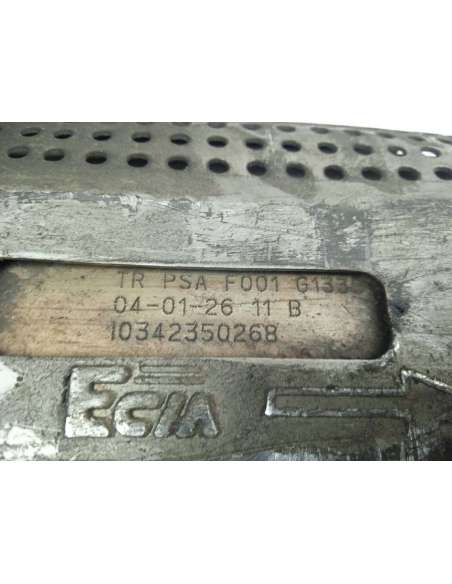 TR PSA F001 G133
04-01-26 11 B
10342350268
ECIA